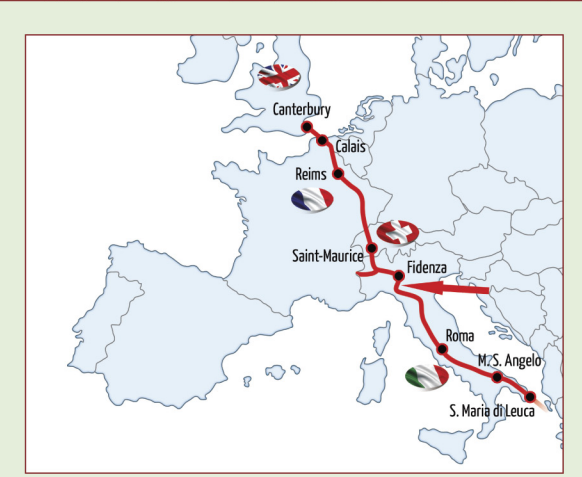 Canterbury
Calais
Reims
Saint-Maurice
Fidenza
Roma
M. S. Angelo
S. Maria di Leuca